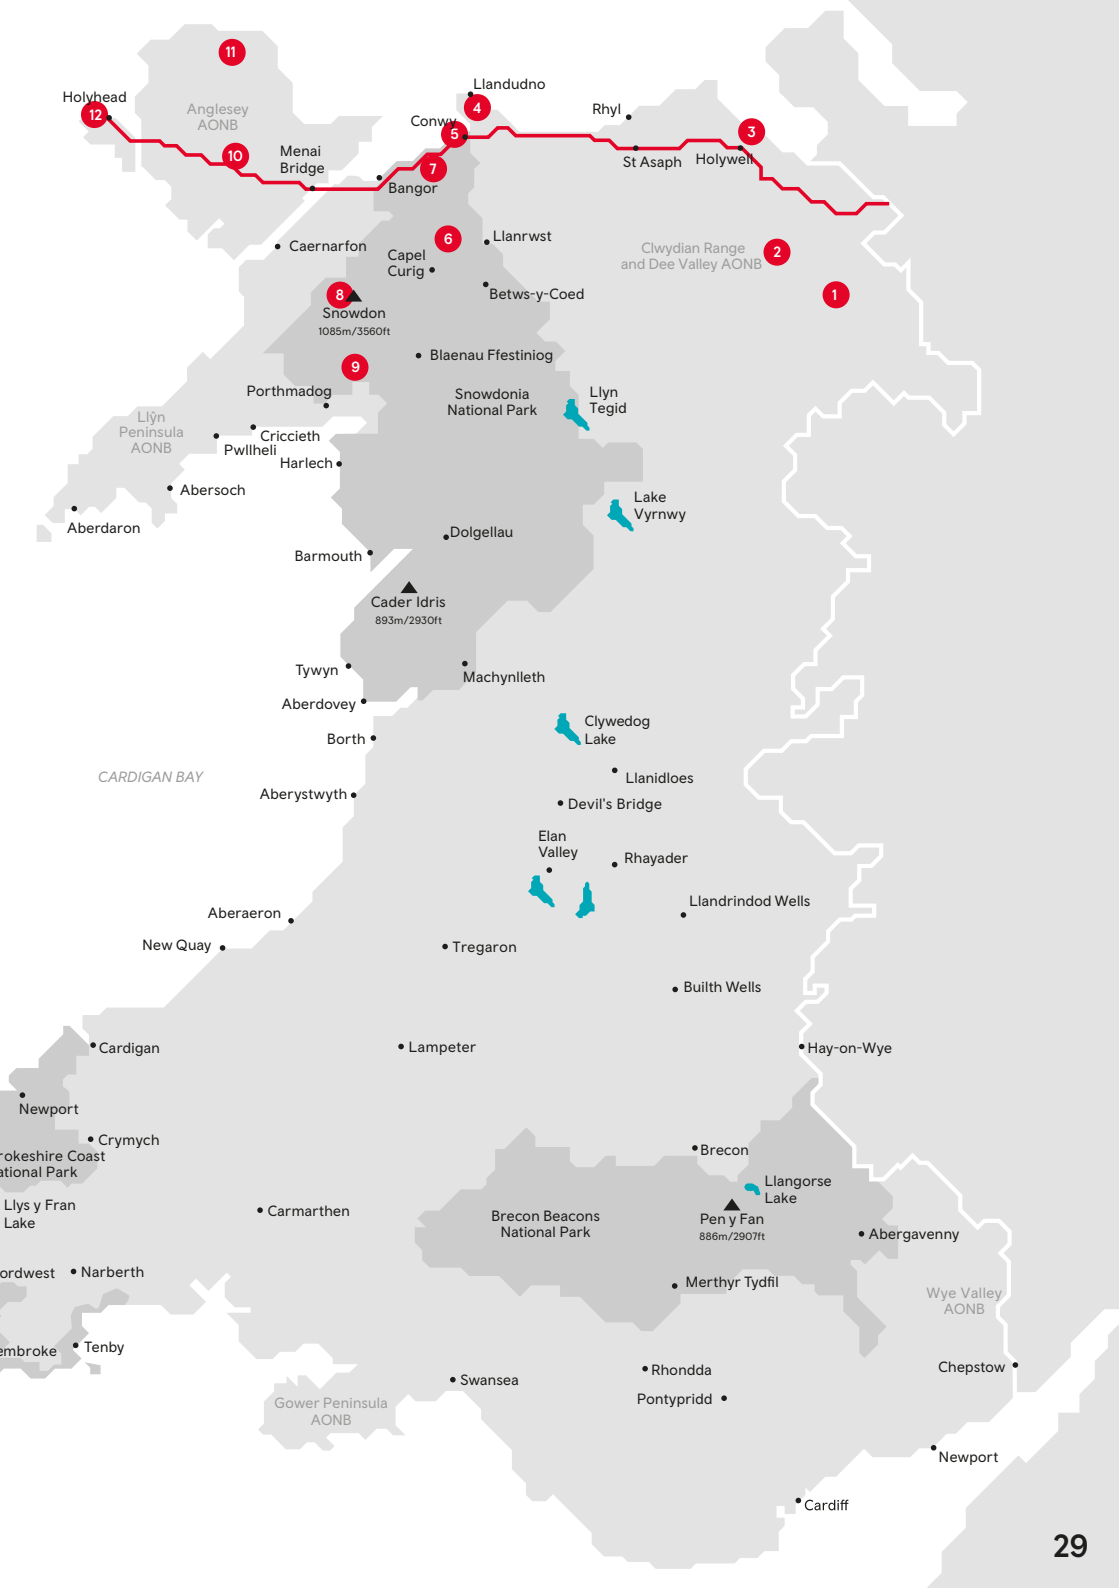 11
Llandudno
Holyhead
12
4
Anglesey
AONB
Rhyl
Conwy
5
3
10
Menai
Bridge
7
St Asaph
Holywell
Bangor
6
Llanrwst
Caernarfon
Clwydian Range
and Dee Valley AONB
2
Capel
Curig
8
Betws-y-Coed
1
Snowdon
1085m/3560ft
Blaenau Ffestiniog
9
Porthmadog
Snowdonia
National Park
Llyn
Tegid
Llŷn
Peninsula
AONB
Criccieth
Pwllheli
Harlech
Abersoch
Lake
Vyrnwy
Aberdaron
Dolgellau
Barmouth
Cader Idris
893m/2930ft
Tywyn
Machynlleth
Aberdovey
Clywedog
Lake
Borth
CARDIGAN BAY
Llanidloes
Aberystwyth
Devil's Bridge
Elan
Valley
Rhayader
Llandrindod Wells
Aberaeron
New Quay
Tregaron
Builth Wells
Cardigan
Lampeter
Hay-on-Wye
Newport
Crymych
Brecon
rokeshire Coast
ational Park
Llangorse
Lake
Llys y Fran
Lake
Carmarthen
Brecon Beacons
National Park
Pen y Fan
886m/2907ft
Abergavenny
ordwest
Narberth
Merthyr Tydfil
Wye Valley
AONB
embroke
Tenby
Chepstow
Rhondda
Swansea
Pontypridd
Gower Peninsula
AONB
Newport
Cardiff
29